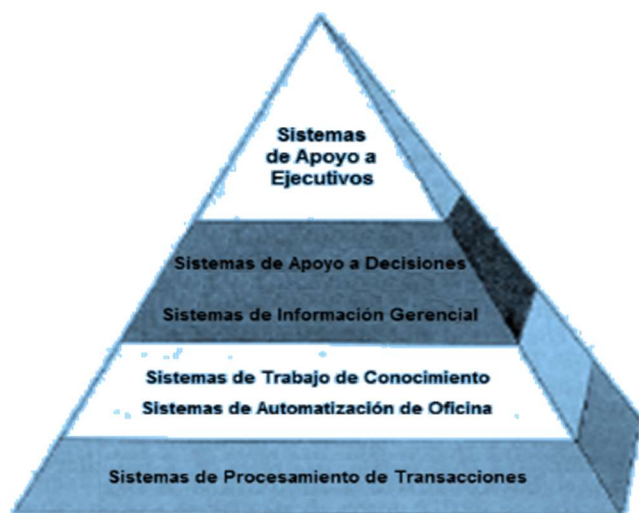 Sistemas
de Apoyo a
Ejecutivos
Sistemas de Apoyo a Decisiones
Sistemas de Información Gerencial
Sistemas de Trabajo de Conocimiento
Sistemas de Automatización de Oficina
Sistemas de Procesamiento de Transacciones